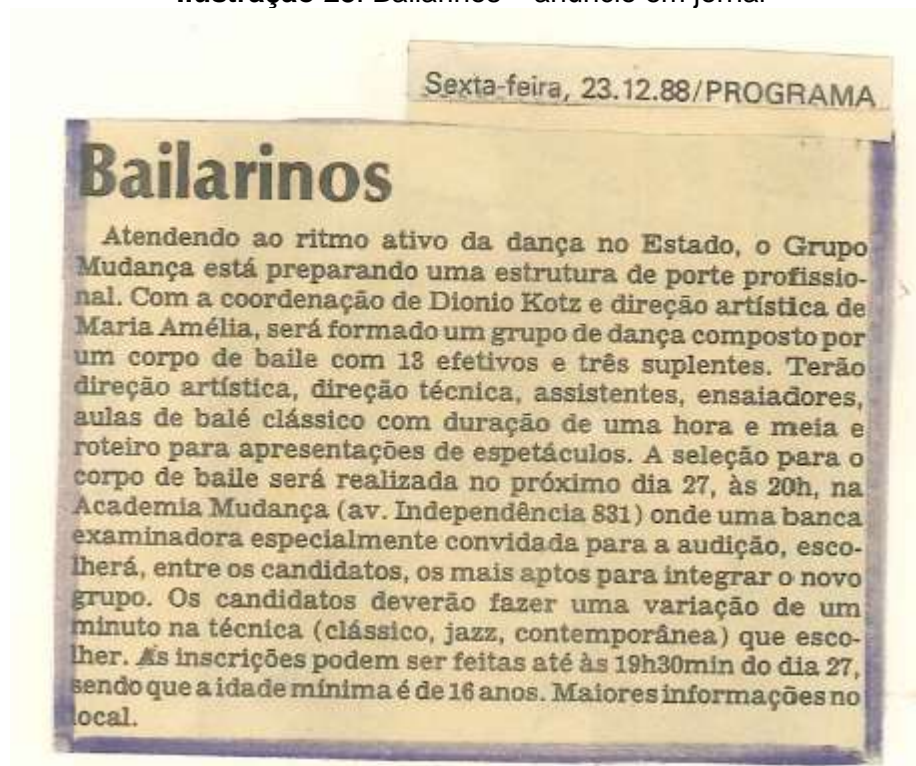 Sexta-feira, 23.12.88/PROGRAMA
Bailarinos
Atendendo ao ritmo ativo da dança no Estado, o Grupo
Mudança está preparando uma estrutura de porte profissio-
nal. Com a coordenação de Dionio Kotz e direção artística de
Maria Amélia, será formado um grupo de dança composto por
um corpo de baile com 13 efetivos e três suplentes. Terão
direção artística, direção técnica, assistentes, ensaiadores,
aulas de balé clássico com duração de uma hora e meia e
roteiro para apresentações de espetáculos. A seleção para o
corpo de baile será realizada no próximo dia 27, às 20h, na
Academia Mudança (av. Independência 831) onde uma banca
examinadora especialmente convidada para a audição, esco-
lherá, entre os candidatos, os mais aptos para integrar o novo
grupo. Os candidatos deverão fazer uma variação de um
minuto na técnica (clássico, jazz, contemporânea) que esco-
lher. As inscrições podem ser feitas até às 19h30min do dia 27,
sendo que a idade mínima é de 16 anos. Maiores informações no
local.